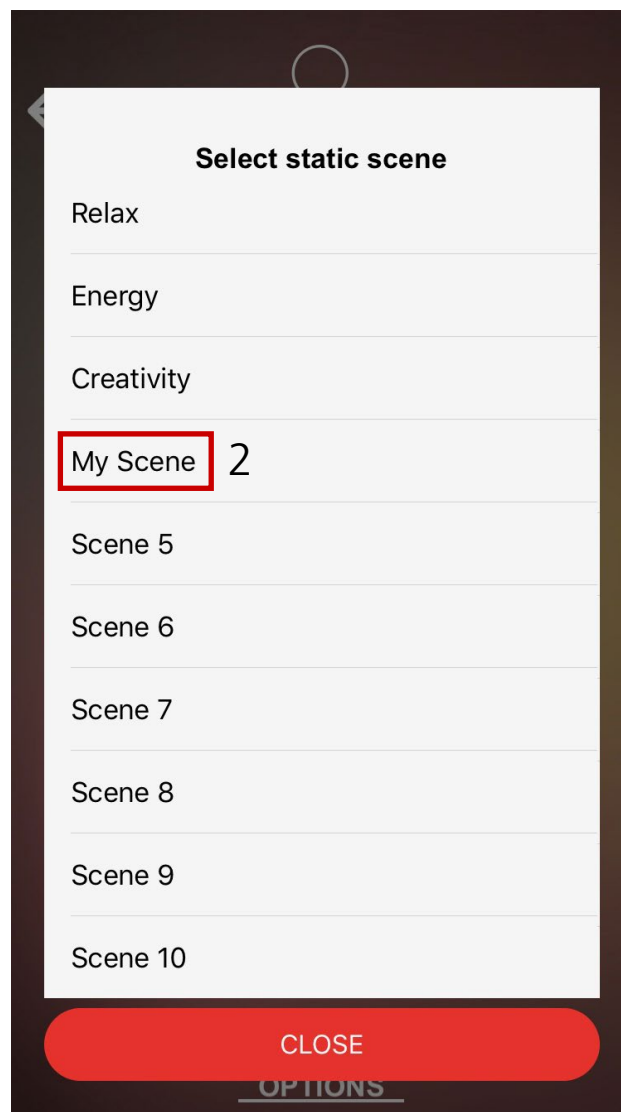 Select static scene
Relax
Energy
Creativity
My Scene 2
Scene 5
Scene 6
Scene 7
Scene 8
Scene 9
Scene 10
CLOSE
OPTIONS